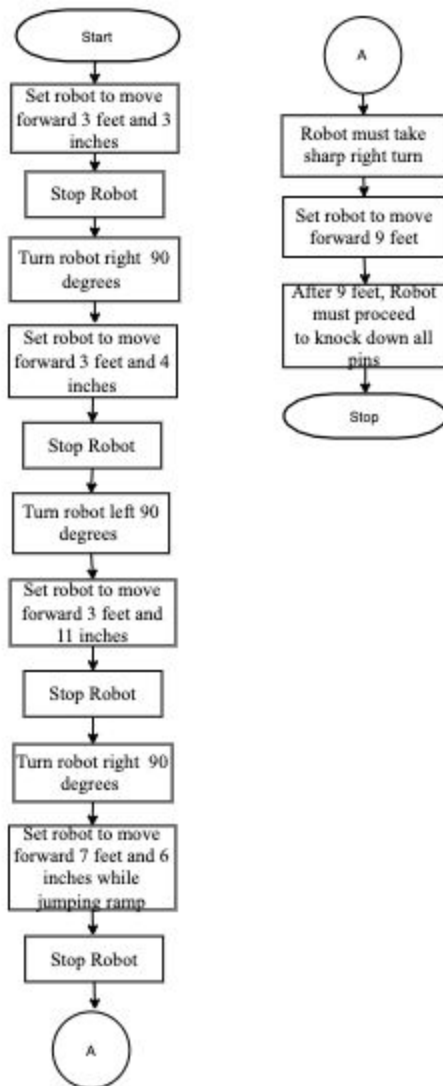 Start
Set robot to move
forward 3 feet and 3
inches
Stop Robot
Turn robot right 90
degrees
Set robot to move
forward 3 feet and 4
inches
Stop Robot
Turn robot left 90
degrees
Set robot to move
forward 3 feet and
11 inches
Stop Robot
Turn robot right 90
degrees
Set robot to move
forward 7 feet and 6
inches while
jumping ramp
Stop Robot
A
A
Robot must take
sharp right turn
Set robot to move
forward 9 feet
After 9 feet, Robot
must proceed
to knock down all
pins
Stop